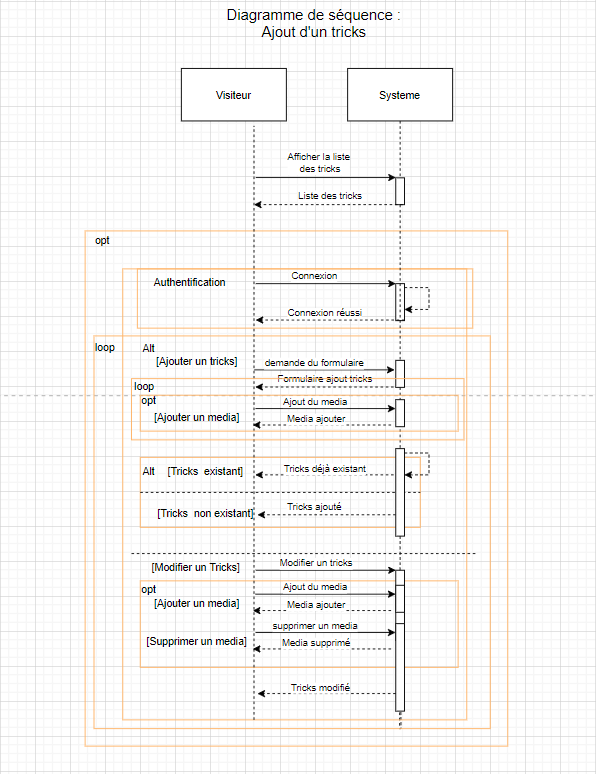 Diagramme de séquence :
Ajout d'un tricks
Visiteur
Systeme
Afficher la liste
des tricks
Liste des tricks
opt
Authentification
Connexion
Connexion réussi
loop
Alt
[Ajouter un tricks]
demande du formulaire
Formulaire ajout tricks
loop
opt
Ajout du media
[Ajouter un media]
Media ajouter
Alt
[Tricks existant]
Tricks déjà existant
Tricks ajouté
[Tricks non existant]
Modifier un tricks
[Modifier un Tricks]
opt
Ajout du media
[Ajouter un media]
Media ajouter
supprimer un media
[Supprimer un media]
Media supprimé
Tricks modifié